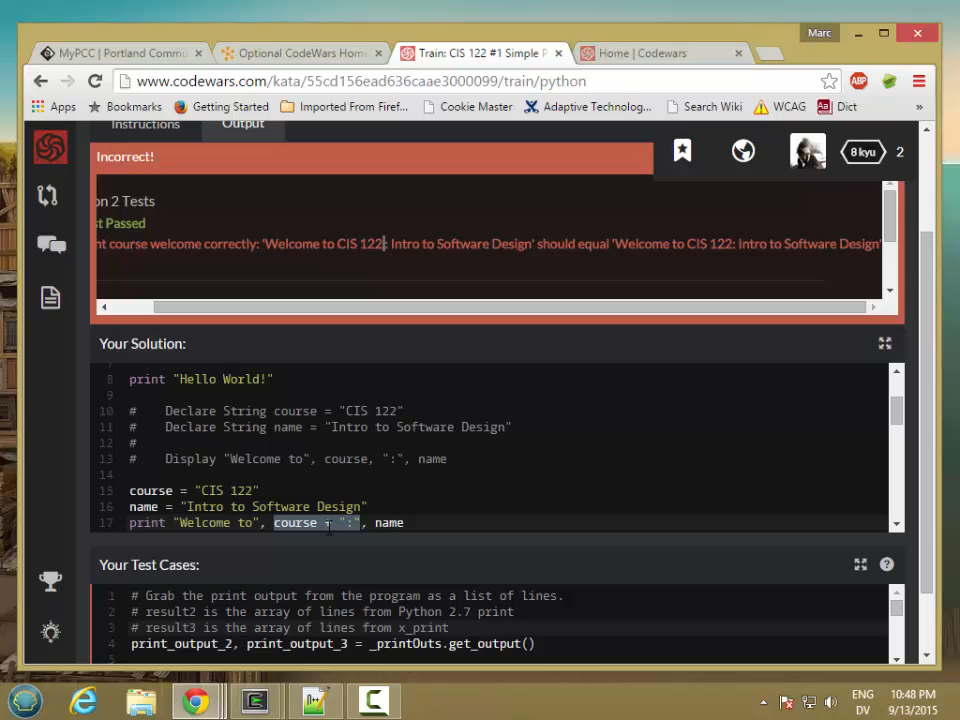 Marc
MyPCC | Portland Commu
Optional CodeWars Hom
Train: CIS 122 #1 Simple P
Home | Codewars
www.codewars.com/kata/55cd156ead636caae3000099/train/python
ABP
Apps
Bookmarks
Getting Started
Imported From Firef...
Cookie Master
Adaptive Technolog...
Search Wiki
WCAG
Dict
»
Instructions
Output
8 kyu
2
Incorrect!
on 2 Tests
st Passed
nt course welcome correctly: 'Welcome to CIS 122: Intro to Software Design' should equal 'Welcome to CIS 122: Intro to Software Design'
Your Solution:
8 print "Hello World!"
9
10 # Declare String course = "CIS 122"
11 # Declare String name = "Intro to Software Design"
12 #
13 # Display "Welcome to", course, ":", name
14
15 course = "CIS 122"
16 name = "Intro to Software Design"
17 print "Welcome to", course + ":", name
Your Test Cases:
1 # Grab the print output from the program as a list of lines.
2 # result2 is the array of lines from Python 2.7 print
3 # result3 is the array of lines from x_print
4 print_output_2, print_output_3 = _printOuts.get_output()
5
ENG
DV
10:48 PM
9/13/2015